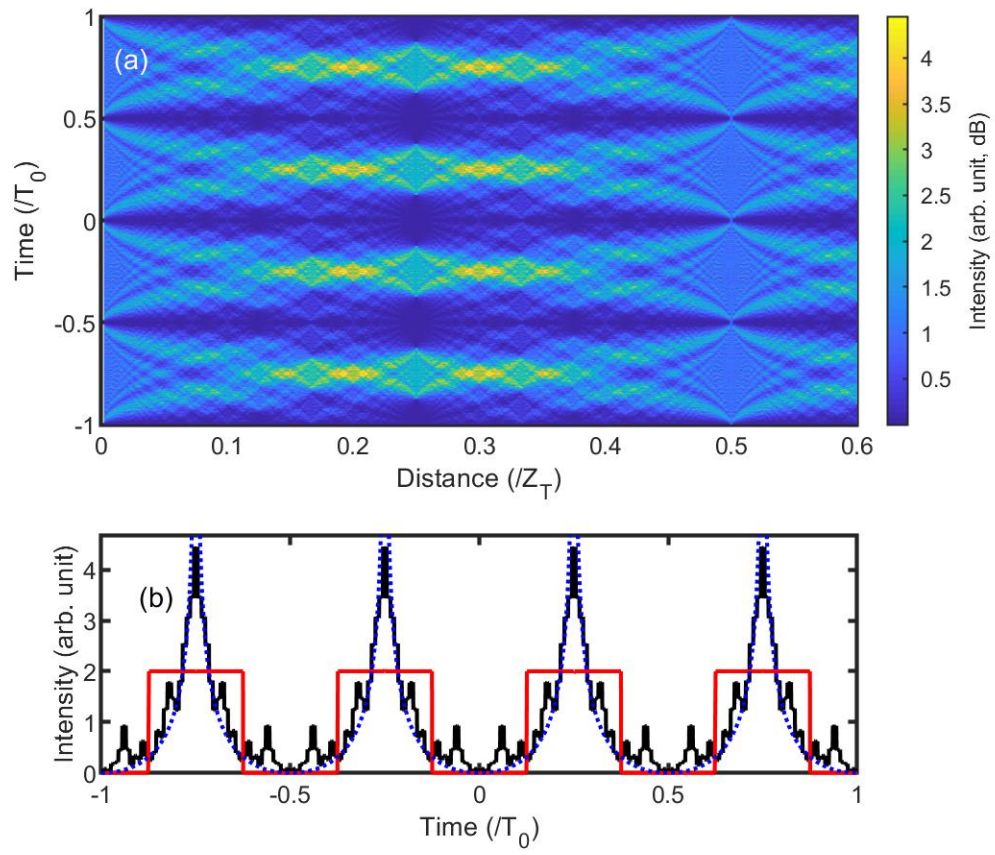 (a)
1
0.5
0
-0.5
-1
Time (/T0)
0 0.1 0.2 0.3 0.4 0.5 0.6
Distance (/ZT)
4
3.5
3
2.5
2
1.5
1
0.5
Intensity (arb. unit, dB)
(b)
4
3
2
1
0
Intensity (arb. unit)
-1 -0.5 0 0.5 1
Time (/T0)